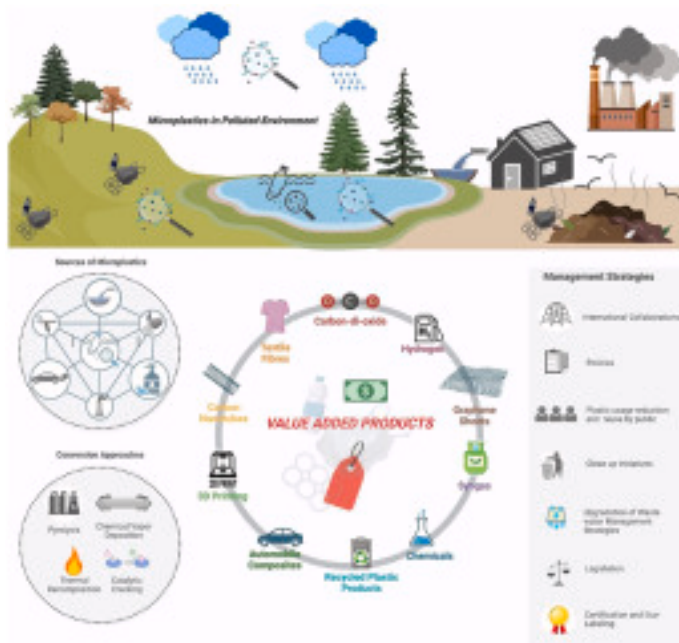 Microplastics in Polluted Environment
Sources of Microplastics
Management Strategies
Carbon-di-oxide
Textile
Fibres
Hydrogen
International Collaborations
Policies
Carbon
Nanotubes
VALUE ADDED PRODUCTS
Graphene
Sheets
Plastic usage reduction
and reuse by public
Conversion Approaches
3D Printing
Syngas
Clean up initiatives
Pyrolysis
Chemical Vapor
Deposition
Automobile
Composites
Chemicals
Recycled Plastic
Products
of Waste
water Management
Strategies
Thermal
Decomposition
Catalytic
Cracking
Legislation
Certification and Eco-
Labeling